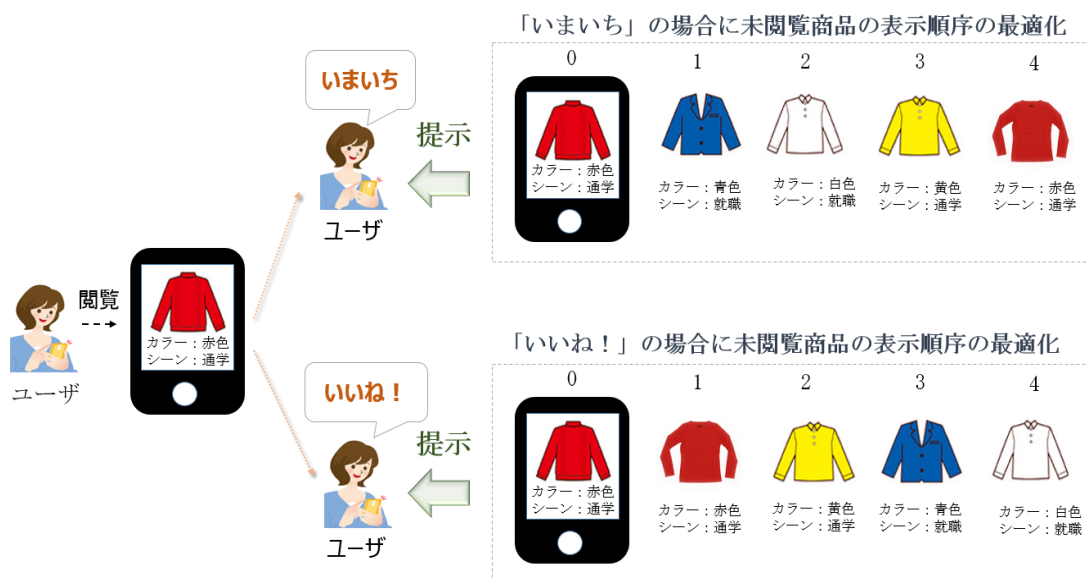 「いまいち」の場合に未閲覧商品の表示順序の最適化
いまいち
提示
ユーザ
0
1
2
3
4
カラー：赤色
シーン：通学
カラー：青色
シーン：就職
カラー：白色
シーン：就職
カラー：黄色
シーン：通学
カラー：赤色
シーン：通学
閲覧
ユーザ
カラー：赤色
シーン：通学
「いいね！」の場合に未閲覧商品の表示順序の最適化
いいね！
提示
ユーザ
0
1
2
3
4
カラー：赤色
シーン：通学
カラー：赤色
シーン：通学
カラー：黄色
シーン：通学
カラー：青色
シーン：就職
カラー：白色
シーン：就職